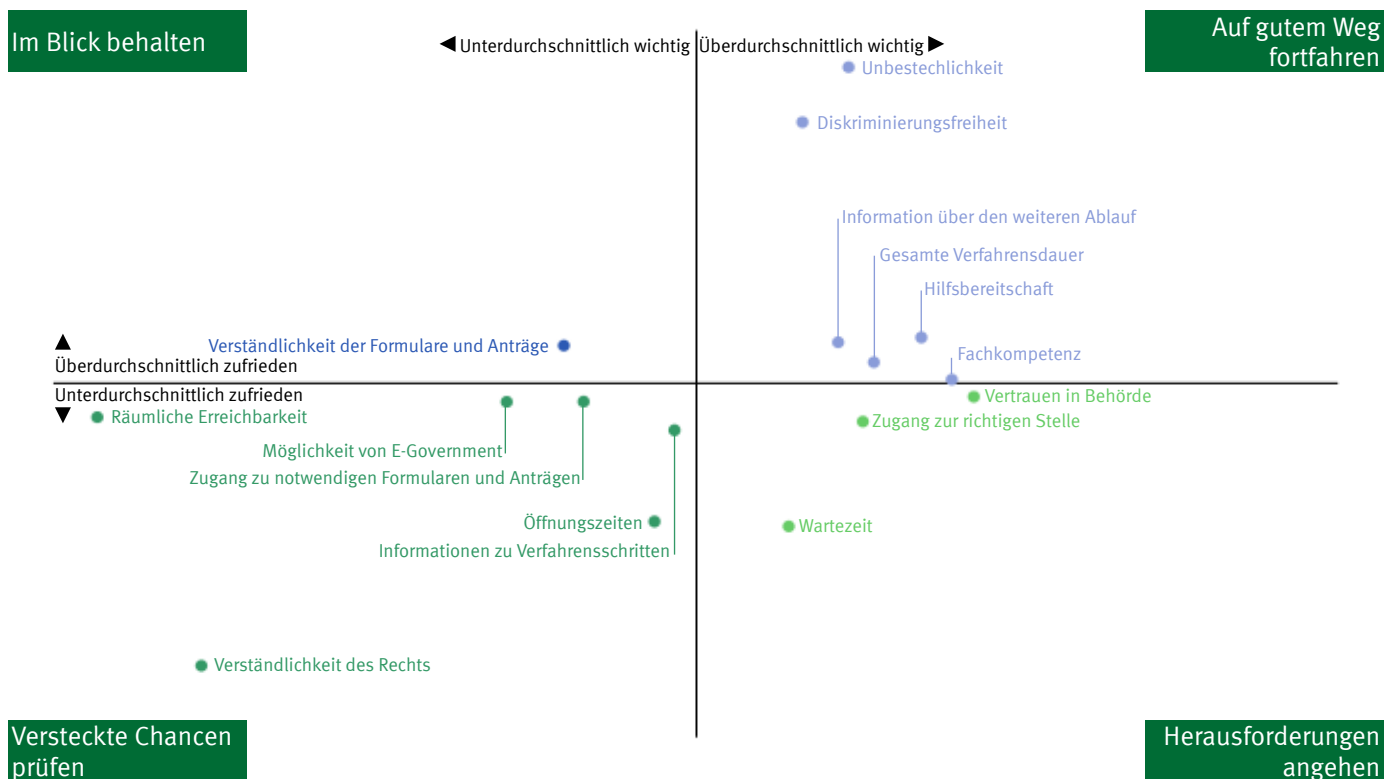 Im Blick behalten
◀ Unterdurchschnittlich wichtig
Überdurchschnittlich wichtig ▶
Auf gutem Weg
fortfahren
Unbestechlichkeit
Diskriminierungsfreiheit
Information über den weiteren Ablauf
Gesamte Verfahrensdauer
Hilfsbereitschaft
Fachkompetenz
Verständlichkeit der Formulare und Anträge
▲
Überdurchschnittlich zufrieden
Unterdurchschnittlich zufrieden
▼
Räumliche Erreichbarkeit
Vertrauen in Behörde
Zugang zur richtigen Stelle
Möglichkeit von E-Government
Zugang zu notwendigen Formularen und Anträgen
Öffnungszeiten
Wartezeit
Informationen zu Verfahrensschritten
Verständlichkeit des Rechts
Versteckte Chancen
prüfen
Herausforderungen
angehen